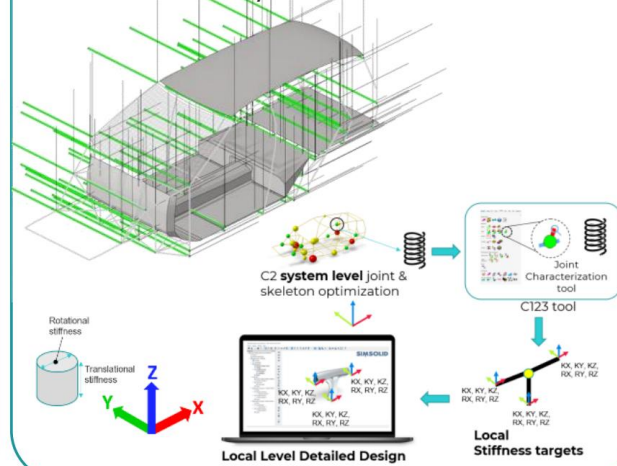 C2 system level joint &
skeleton optimization
Joint
Characterization
tool
C123 tool
Rotational
stiffness
Translational
stiffness
Z
Y
X
SIMSOLID
KX, KY, KZ,
RX, RY, RZ
KX, KY, KZ,
RX, RY, RZ
KX, KY, KZ,
RX, RY, RZ
Local Level Detailed Design
KX, KY, KZ,
RX, RY, RZ
KX, KY, KZ,
RX, RY, RZ
KX, KY, KZ,
RX, RY, RZ
Local
Stiffness targets